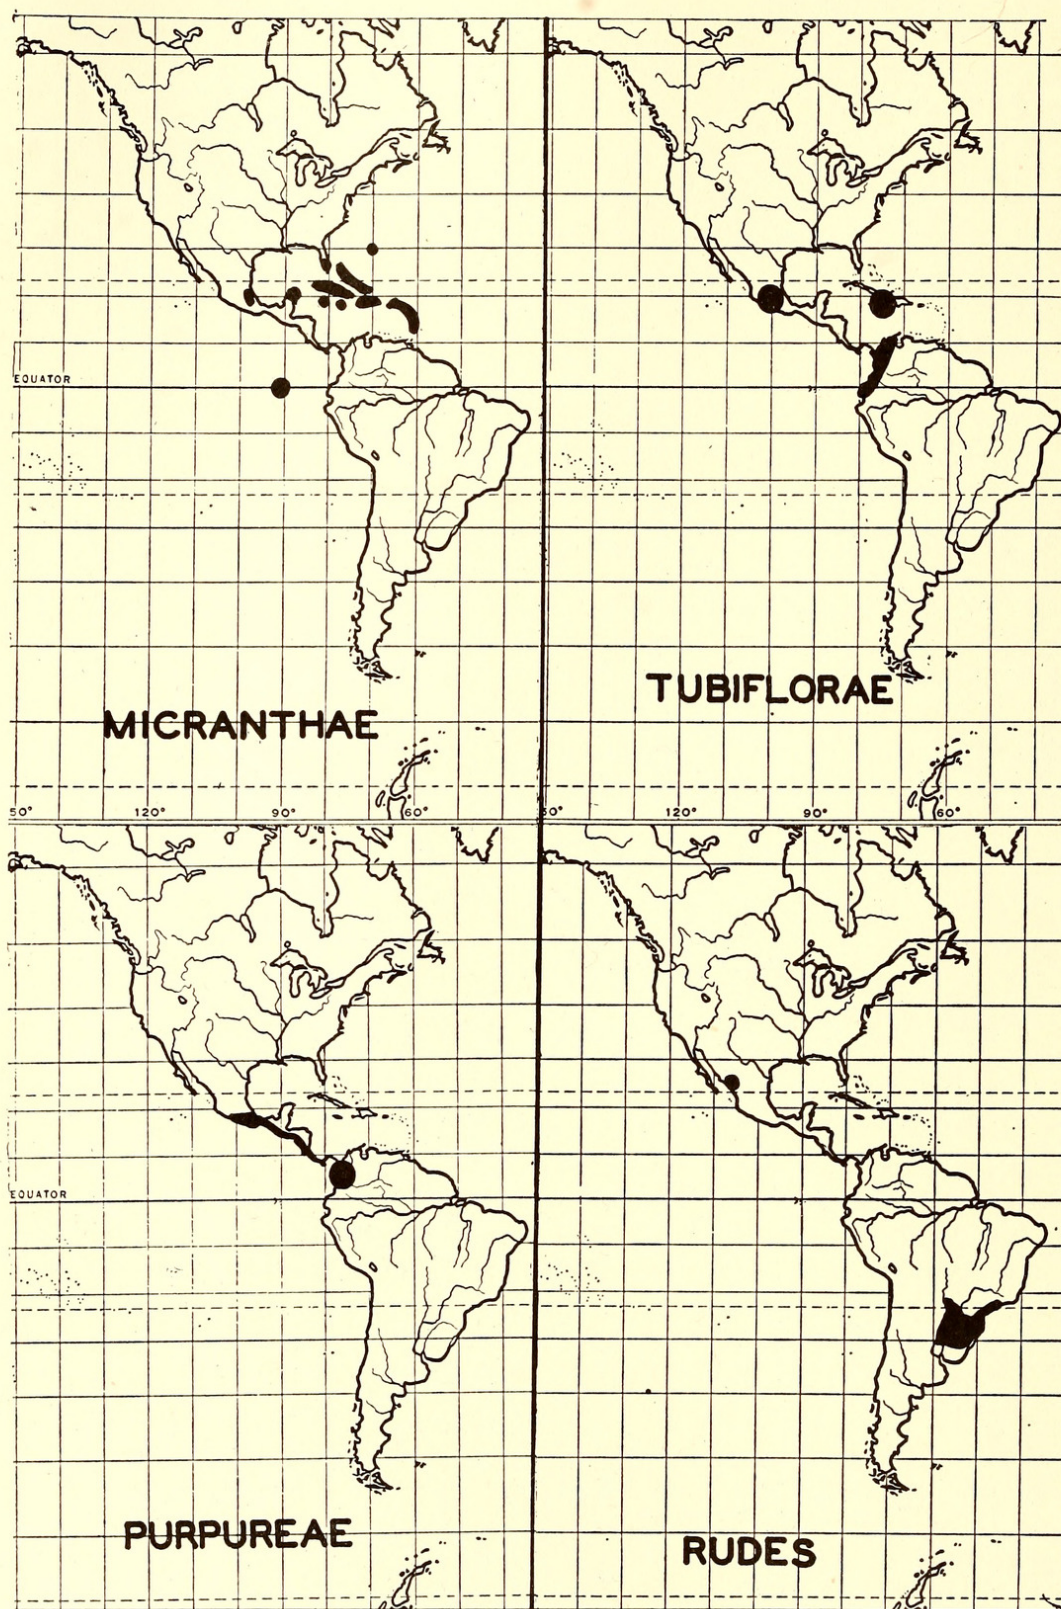 EQUATOR
MICRANTHAE
50° 120° 90° 60°
TUBIFLORAE
50° 120° 90° 60°
EQUATOR
PURPUREAE
RUDES